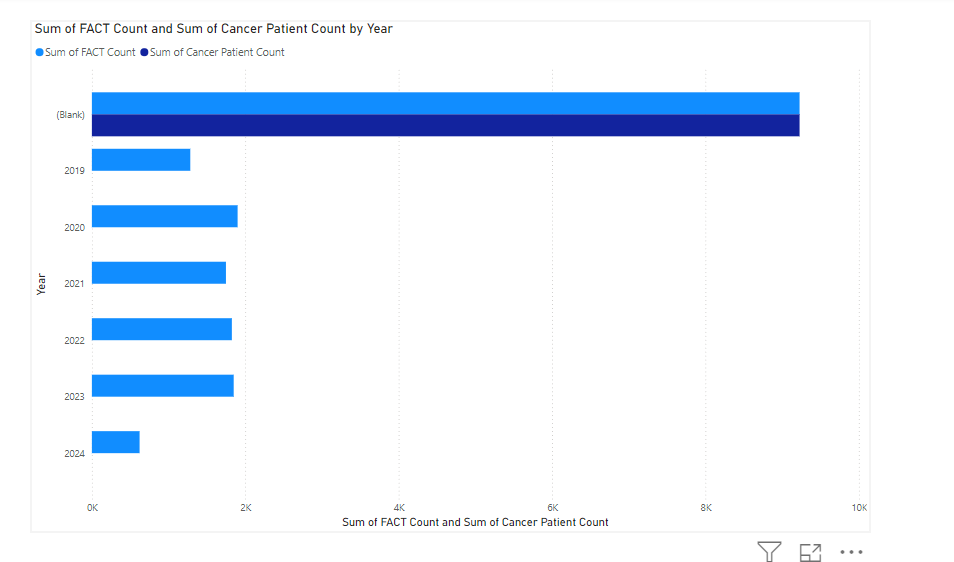 Sum of FACT Count and Sum of Cancer Patient Count by Year
Sum of FACT Count Sum of Cancer Patient Count
(Blank)
2019
2020
2021
2022
2023
2024
Year
0K 2K 4K 6K 8K 10K
Sum of FACT Count and Sum of Cancer Patient Count